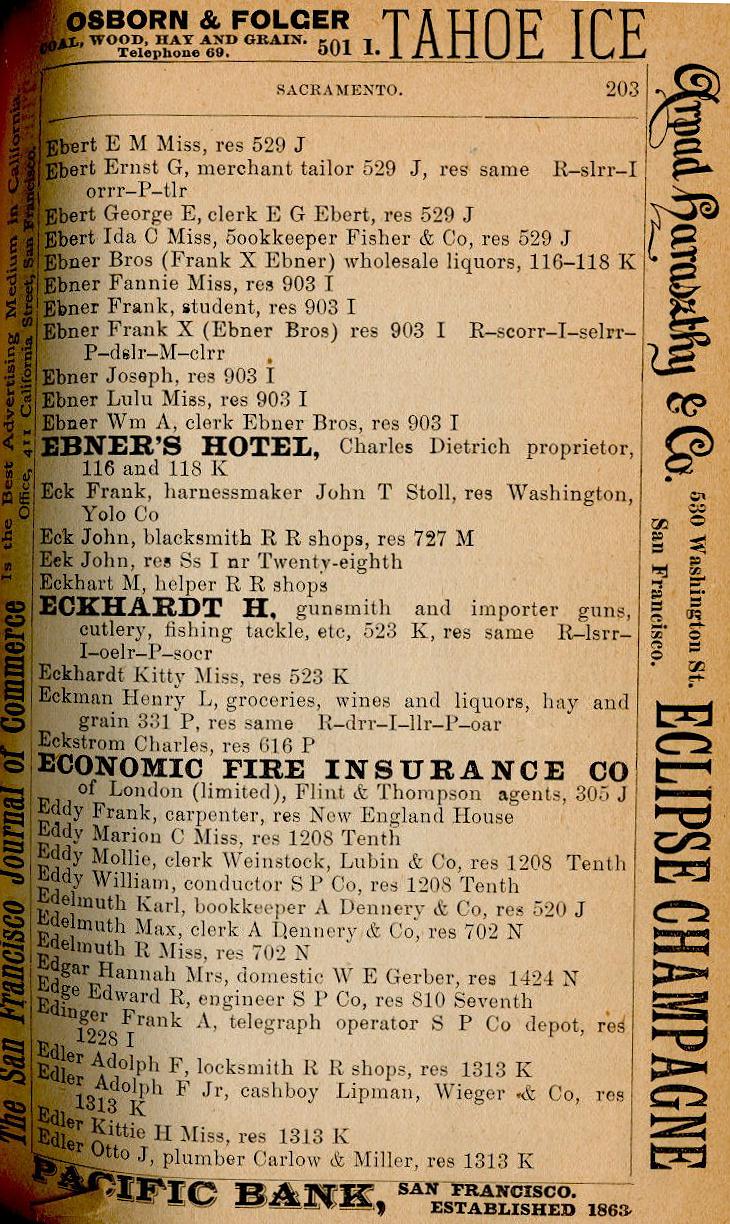 OSBORN & FOLGER
COAL, WOOD, HAY AND GRAIN.
Telephone 69.
501 I.
TAHOE ICE
SACRAMENTO.
203
Ebert E M Miss, res 529 J
Ebert Ernst G, merchant tailor 529 J, res same R–slrr–I
orrr–P–tlr
Ebert George E, clerk E G Ebert, res 529 J
Ebert Ida C Miss, 5ookkeeper Fisher & Co, res 529 J
Ebner Bros (Frank X Ebner) wholesale liquors, 116–118 K
Ebner Fannie Miss, res 903 I
Ebner Frank, student, res 903 I
Ebner Frank X (Ebner Bros) res 903 I R–scorr–I–selrr–
P–dslr–M–clrr
Ebner Joseph, res 903 I
Ebner Lulu Miss, res 903 I
Ebner Wm A, clerk Ebner Bros, res 903 I
EBNER'S HOTEL, Charles Dietrich proprietor,
116 and 118 K
Eck Frank, harnessmaker John T Stoll, res Washington,
Yolo Co
Eck John, blacksmith R R shops, res 727 M
Eek John, res Ss I nr Twenty-eighth
Eckhart M, helper R R shops
ECKHARDT H, gunsmith and importer guns,
cutlery, fishing tackle, etc, 523 K, res same R–lsrr–
I–oelr–P–socr
Eckhardt Kitty Miss, res 523 K
Eckman Henry L, groceries, wines and liquors, hay and
grain 331 P, res same R–drr–I–llr–P–oar
Eckstrom Charles, res 616 P
ECONOMIC FIRE INSURANCE CO
of London (limited), Flint & Thompson agents, 305 J
Eddy Frank, carpenter, res New England House
Eddy Marion C Miss, res 1208 Tenth
Eddy Mollie, clerk Weinstock, Lubin & Co, res 1208 Tenth
Eddy William, conductor S P Co, res 1208 Tenth
Edelmuth Karl, bookkeeper A Dennery & Co, res 520 J
Edelmuth Max, clerk A Dennery & Co, res 702 N
Edelmuth R Miss, res 702 N
Edgar Hannah Mrs, domestic W E Gerber, res 1424 N
Edge Edward R, engineer S P Co, res 810 Seventh
Edinger Frank A, telegraph operator S P Co depot, res
1228 I
Edler Adolph F, locksmith R R shops, res 1313 K
Edler Adolph F Jr, cashboy Lipman, Wieger & Co, res
1313 K
Edler Kittie H Miss, res 1313 K
Edler Otto J, plumber Carlow & Miller, res 1313 K
PACIFIC BANK, SAN FRANCISCO.
ESTABLISHED 1863.
The San Francisco Journal of Commerce Is the Best Advertising Medium in California.
Office, 411 California Street, San Francisco.
Arpad Haraszthy & Co.
530 Washington St.
San Francisco.
ECLIPSE CHAMPAGNE